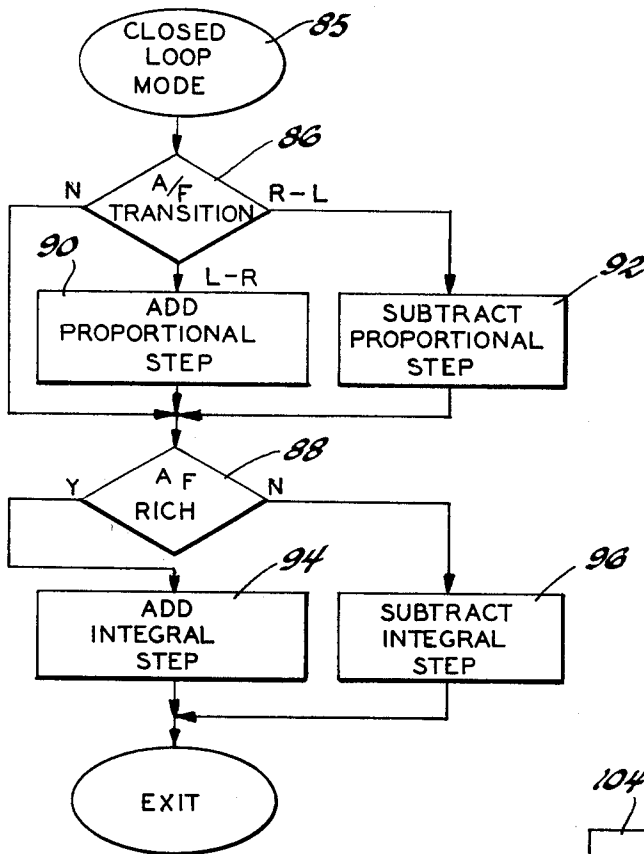 CLOSED
LOOP
MODE
85
86
N
A/F
TRANSITION
R-L
90
L-R
92
ADD
PROPORTIONAL
STEP
SUBTRACT
PROPORTIONAL
STEP
88
Y
A F
RICH
N
94
96
ADD
INTEGRAL
STEP
SUBTRACT
INTEGRAL
STEP
EXIT
104